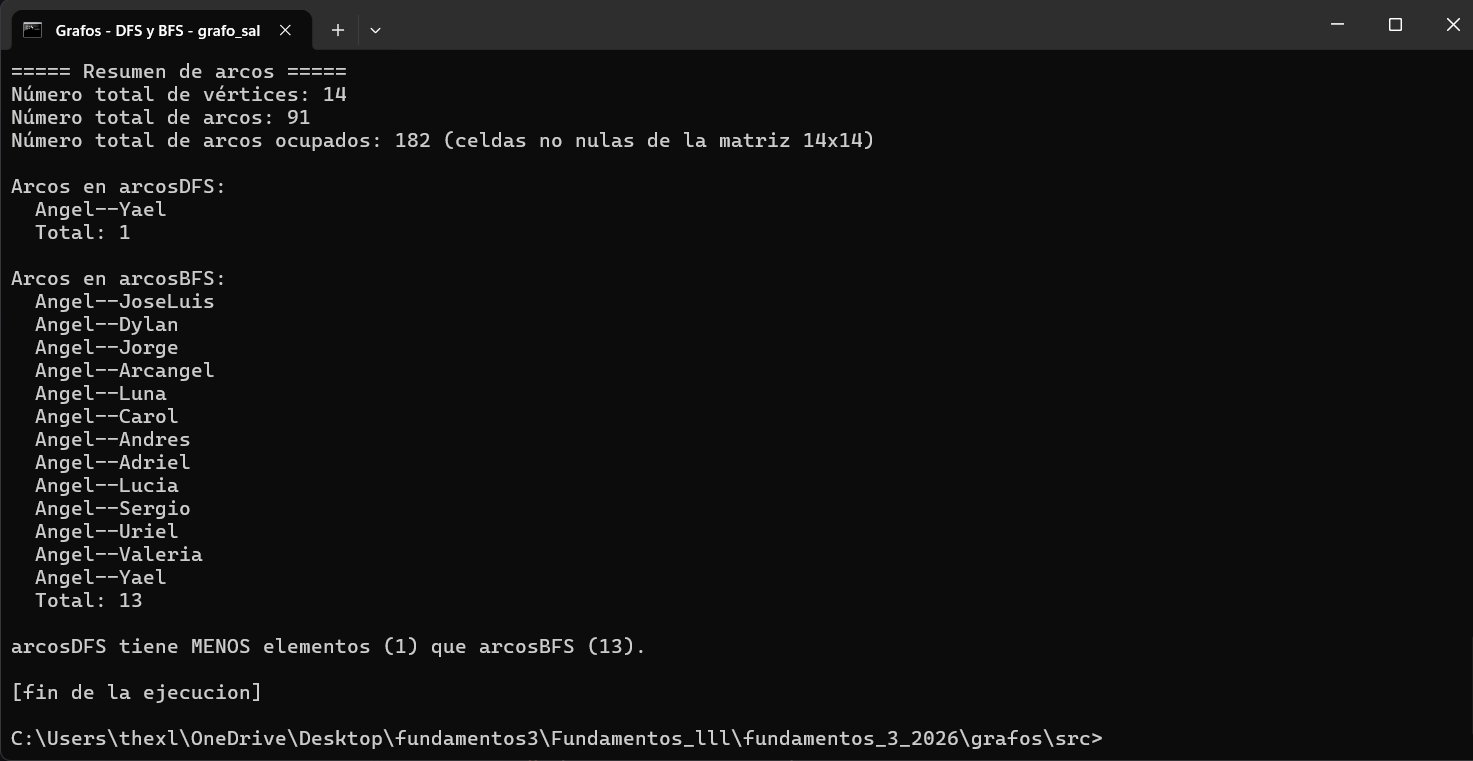 Grafos - DFS y BFS - grafo_sal
===== Resumen de arcos =====
Número total de vértices: 14
Número total de arcos: 91
Número total de arcos ocupados: 182 (celdas no nulas de la matriz 14x14)
Arcos en arcosDFS:
Angel--Yael
Total: 1
Arcos en arcosBFS:
Angel--JoseLuis
Angel--Dylan
Angel--Jorge
Angel--Arcangel
Angel--Luna
Angel--Carol
Angel--Andres
Angel--Adriel
Angel--Lucia
Angel--Sergio
Angel--Uriel
Angel--Valeria
Angel--Yael
Total: 13
arcosDFS tiene MENOS elementos (1) que arcosBFS (13).
[fin de la ejecucion]
C:\Users\thexl\OneDrive\Desktop\fundamentos3\Fundamentos_lll\fundamentos_3_2026\grafos\src>